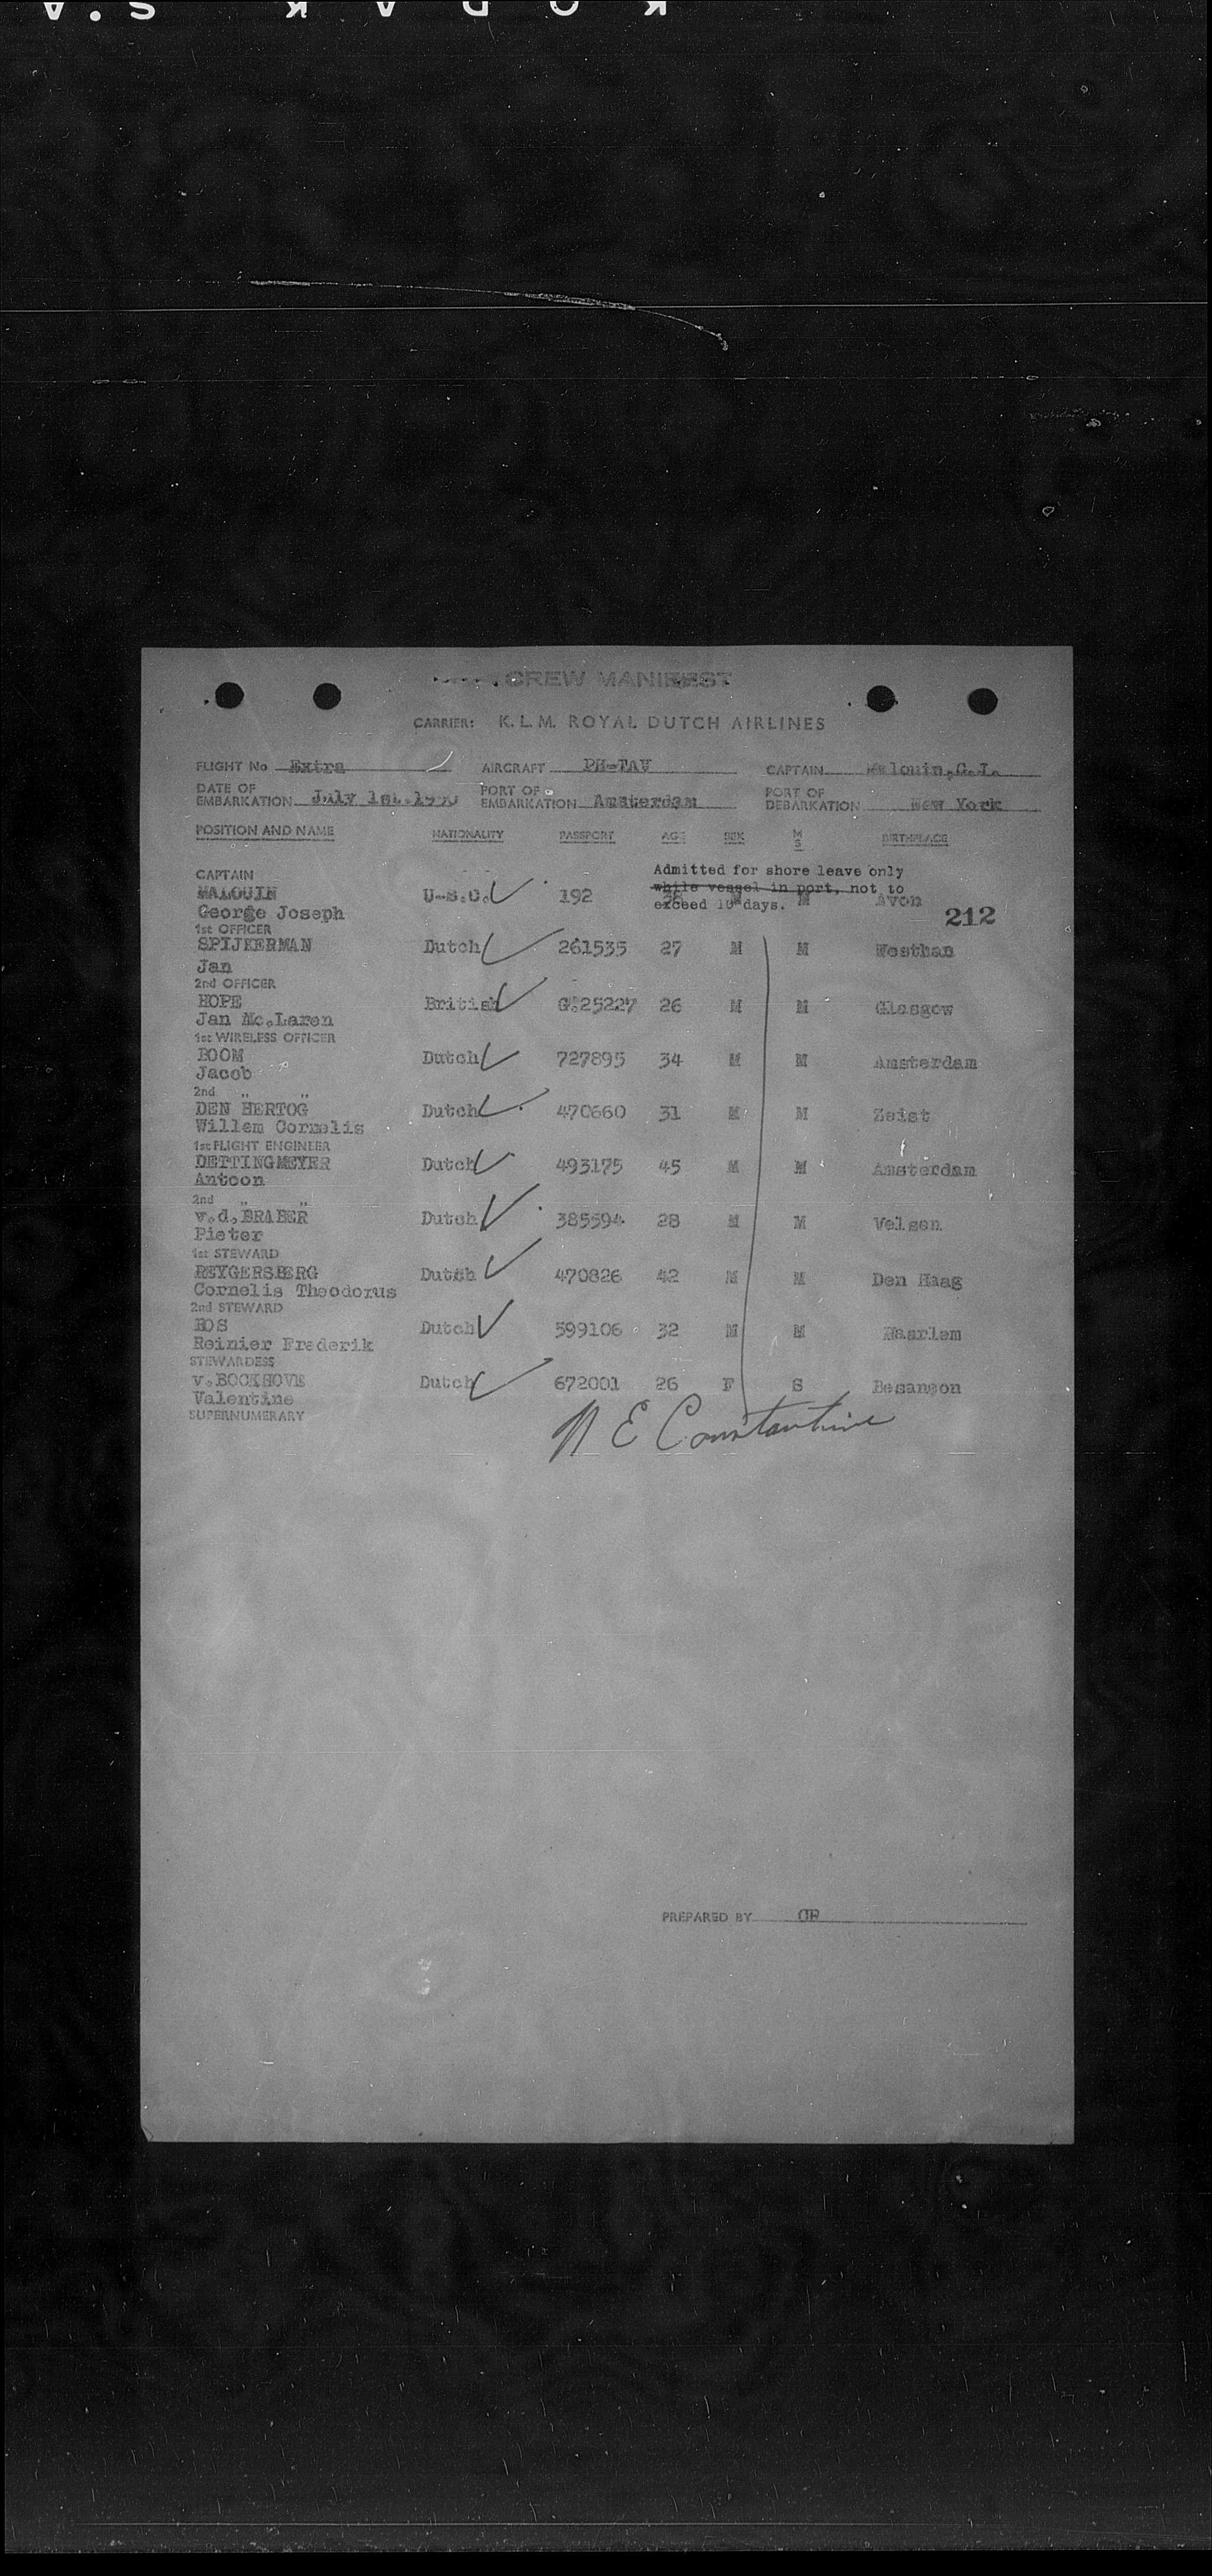 CREW MANIFEST
CARRIER: K.L.M. ROYAL DUTCH AIRLINES
FLIGHT No Extra AIRCRAFT PH-TAV CAPTAIN Malouin,G.J.
DATE OF EMBARKATION July 1st. PORT OF EMBARKATION Amsterdam PORT OF DEBARKATION New York
POSITION AND NAME NATIONALITY PASSPORT AGE SEX M S BIRTHPLACE
Admitted for shore leave only
while vessel in port, not to
exceed 10 days.
212
CAPTAIN
MALOUIN U.S.C. 192 M M Avon
George Joseph
1st OFFICER
SPIJKERMAN Dutch 261535 27 M M Westhan
Jan
2nd OFFICER
HOPE British G.25227 26 M M Glasgow
Jan Mc.Laren
1st WIRELESS OFFICER
BOOM Dutch 727895 34 M M Amsterdam
Jacob
2nd " "
DEN HERTOG Dutch 470660 31 M M Zeist
Willem Cornelis
1st FLIGHT ENGINEER
DETTINGMEYER Dutch 493175 45 M M Amsterdam
Antoon
2nd " "
v.d.BRABER Dutch 385594 28 M M Velsen
Pieter
1st STEWARD
REYGERSBERG Dutch 470826 42 M M Den Haag
Cornelis Theodorus
2nd STEWARD
BOS Dutch 599106 32 M M Haarlem
Reinier Frederik
STEWARDESS
v.BOCKHOVE Dutch 672001 26 F S Besançon
Valentine
SUPERNUMERARY
N E Constantine
PREPARED BY